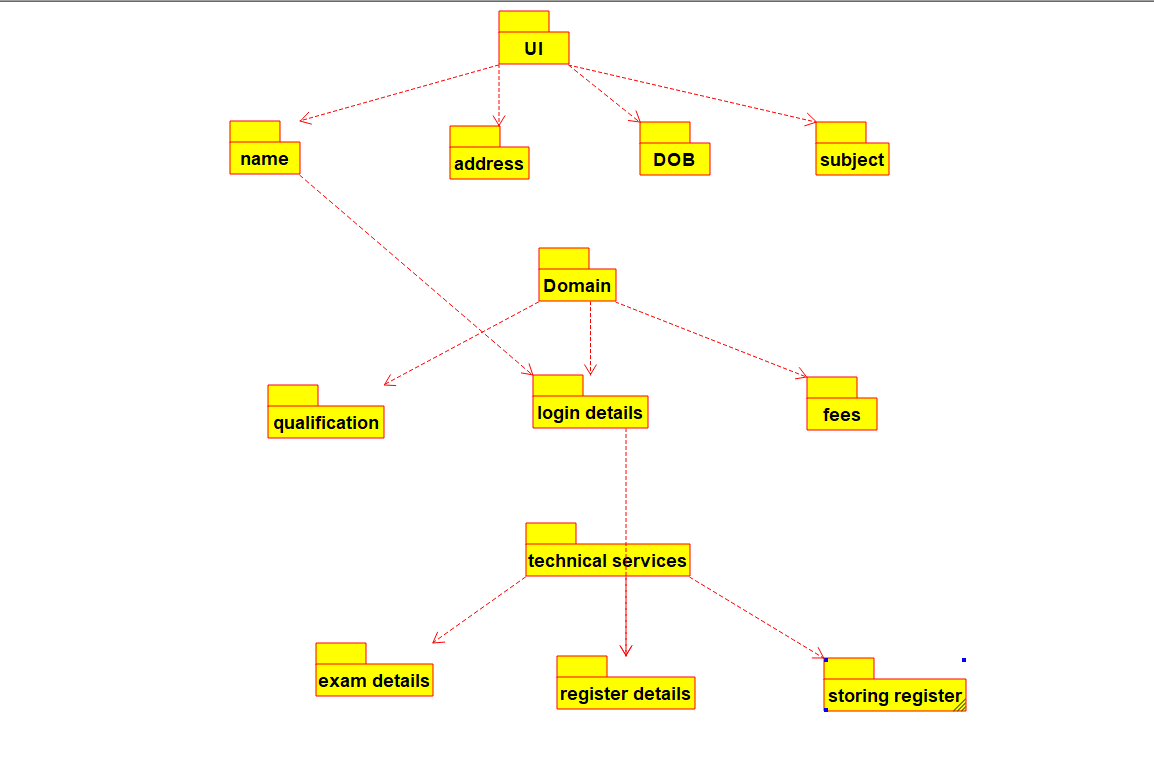 UI
name
address
DOB
subject
Domain
qualification
login details
fees
technical services
exam details
register details
storing register